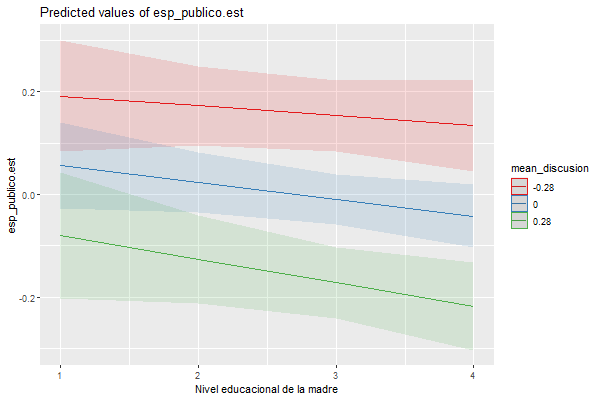 Predicted values of esp_publico.est
esp_publico.est
0.2
0.0
-0.2
1
2
3
4
Nivel educacional de la madre
mean_discusion
-0.28
0
0.28